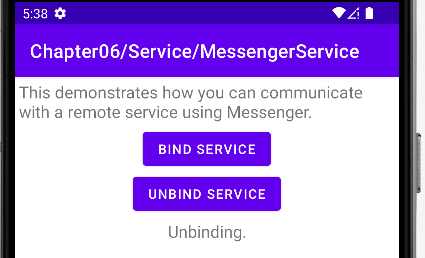 5:38
Chapter06/Service/MessengerService
This demonstrates how you can communicate
with a remote service using Messenger.
BIND SERVICE
UNBIND SERVICE
Unbinding.